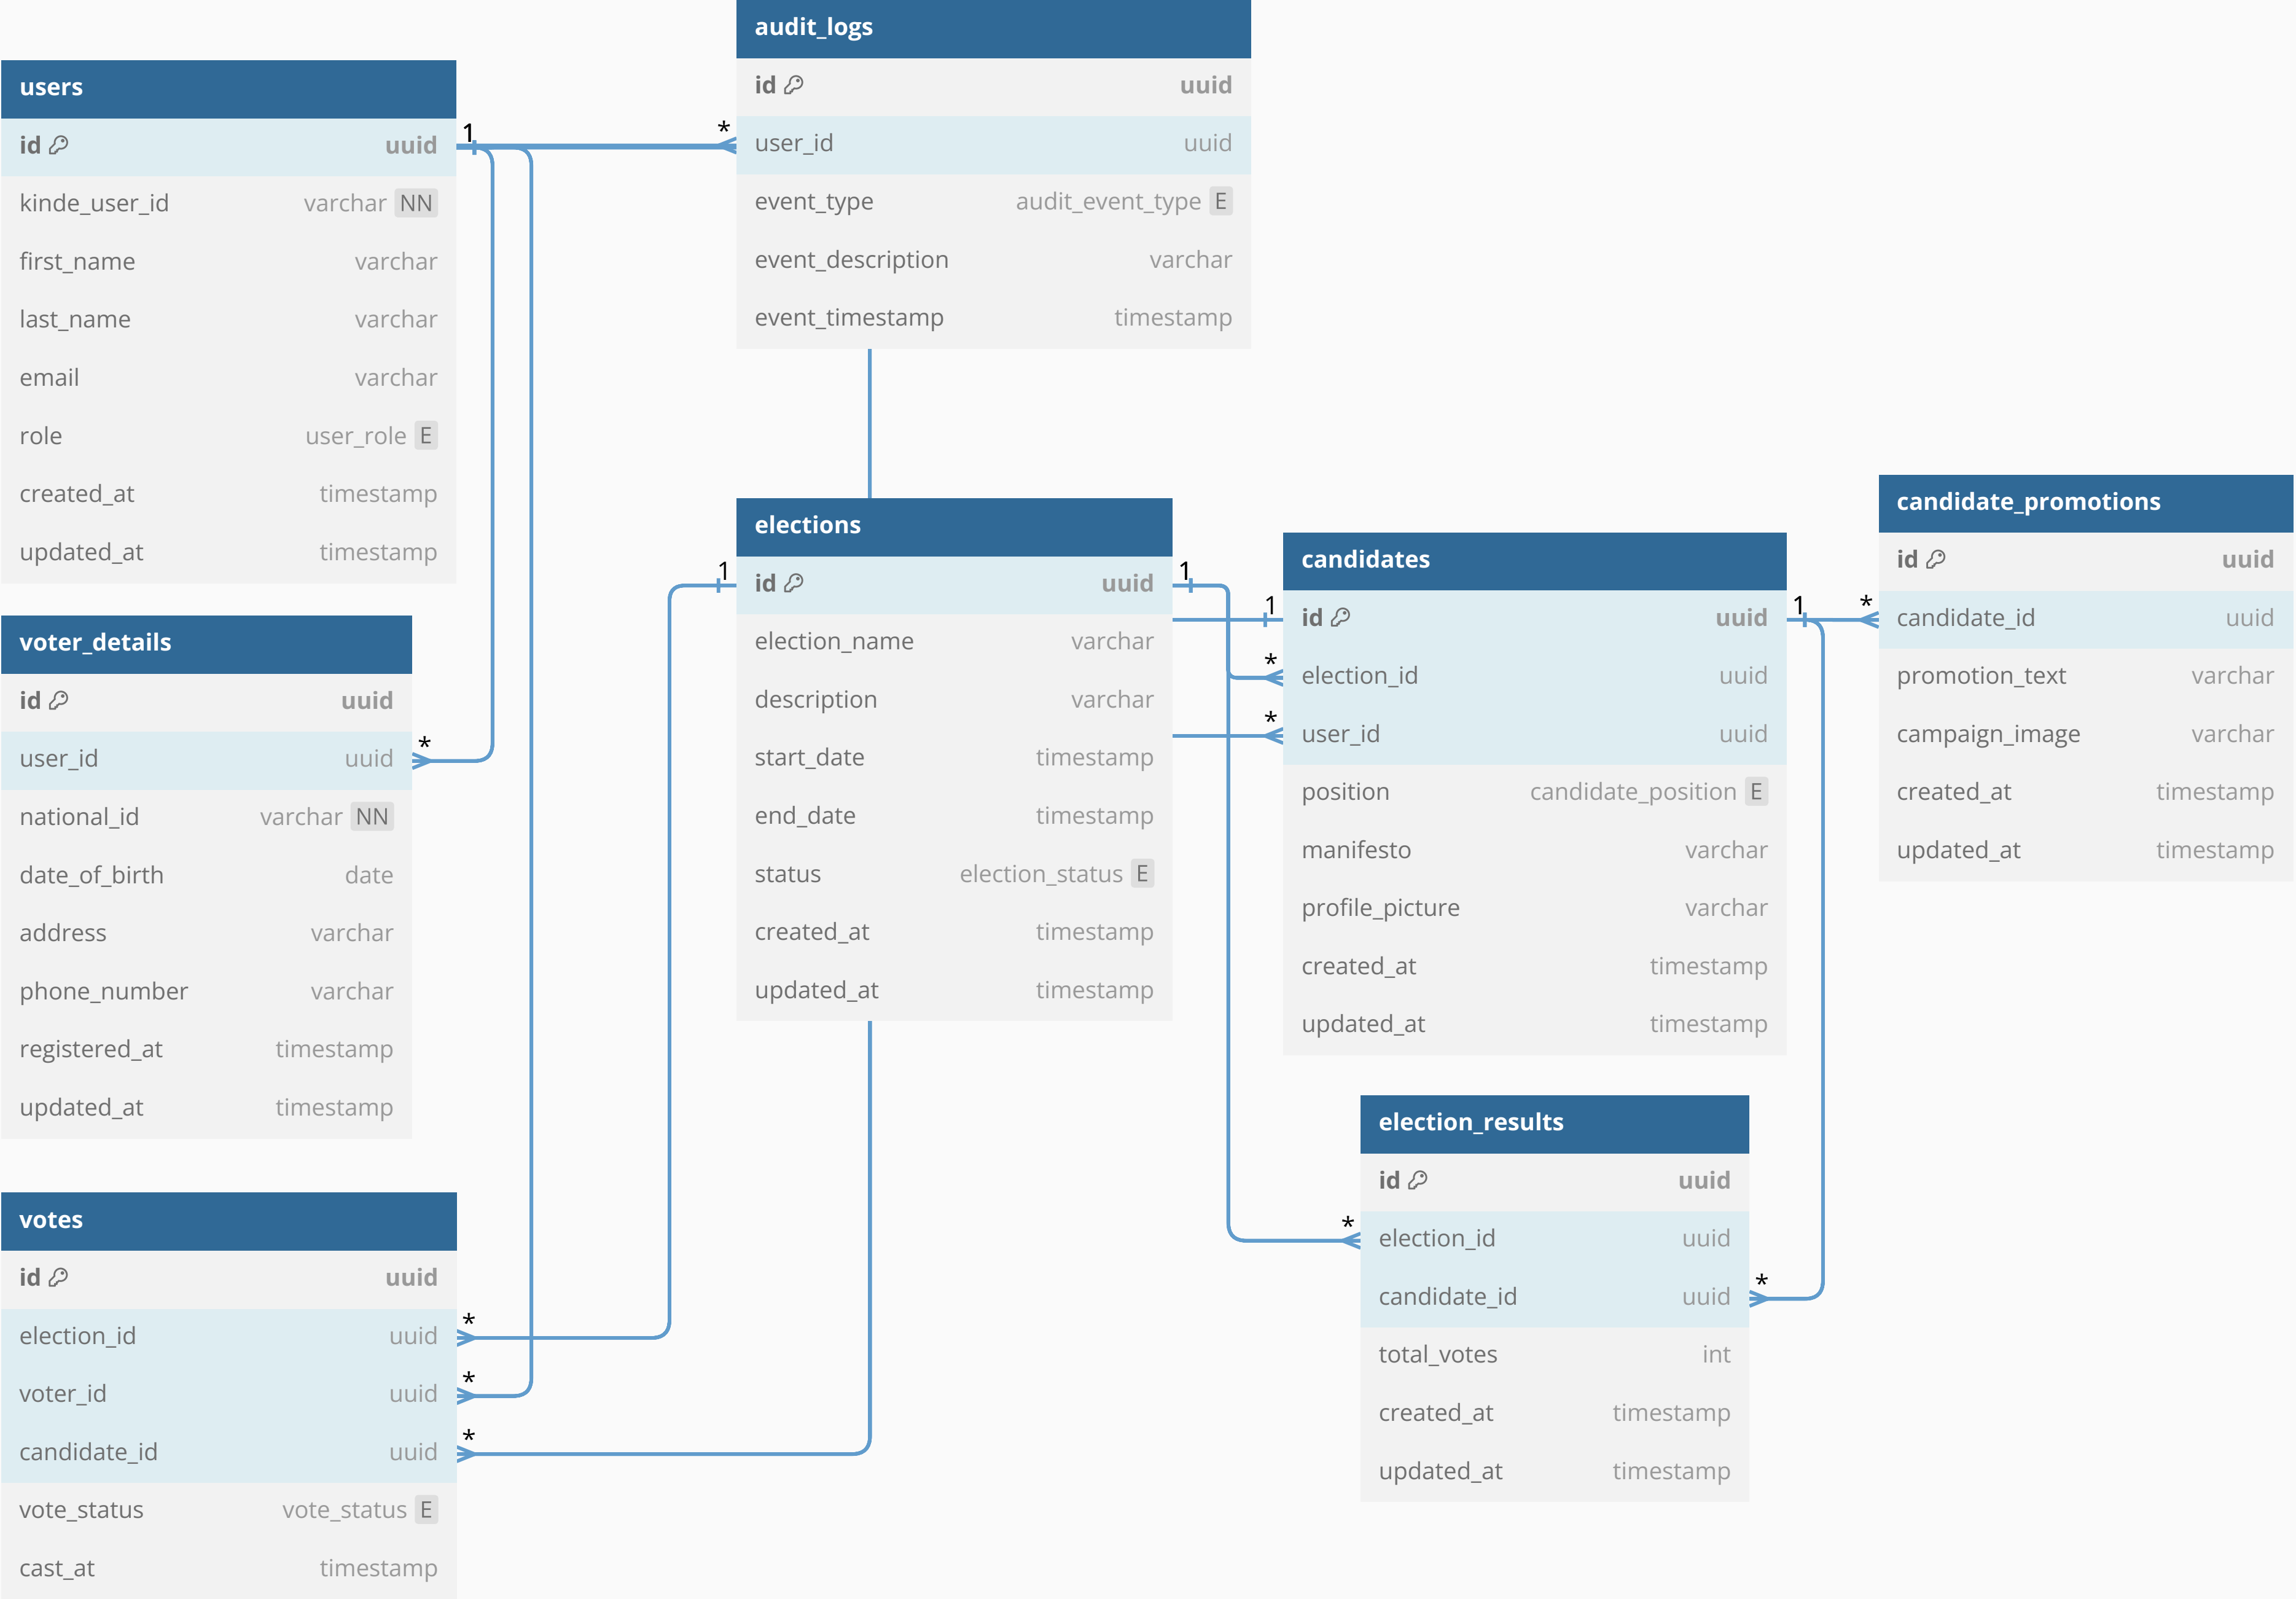 users
id uuid
kinde_user_id varchar NN
first_name varchar
last_name varchar
email varchar
role user_role E
created_at timestamp
updated_at timestamp
voter_details
id uuid
user_id uuid
national_id varchar NN
date_of_birth date
address varchar
phone_number varchar
registered_at timestamp
updated_at timestamp
votes
id uuid
election_id uuid
voter_id uuid
candidate_id uuid
vote_status vote_status E
cast_at timestamp
audit_logs
id uuid
user_id uuid
event_type audit_event_type E
event_description varchar
event_timestamp timestamp
elections
id uuid
election_name varchar
description varchar
start_date timestamp
end_date timestamp
status election_status E
created_at timestamp
updated_at timestamp
candidates
id uuid
election_id uuid
user_id uuid
position candidate_position E
manifesto varchar
profile_picture varchar
created_at timestamp
updated_at timestamp
election_results
id uuid
election_id uuid
candidate_id uuid
total_votes int
created_at timestamp
updated_at timestamp
candidate_promotions
id uuid
candidate_id uuid
promotion_text varchar
campaign_image varchar
created_at timestamp
updated_at timestamp
1
*
*
*
*
*
1
1
1
*
*
1
*
*
*